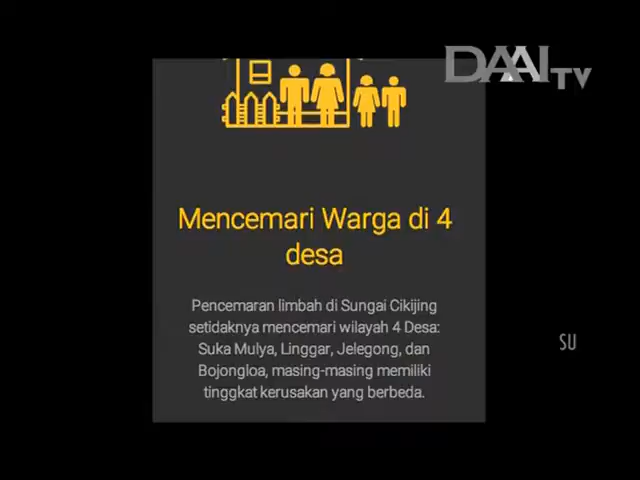 DAAI TV
Mencemari Warga di 4
desa
Pencemaran limbah di Sungai Cikijing
setidaknya mencemari wilayah 4 Desa:
Suka Mulya, Linggar, Jelegong, dan
Bojongloa, masing-masing memiliki
tinggkat kerusakan yang berbeda.
SU